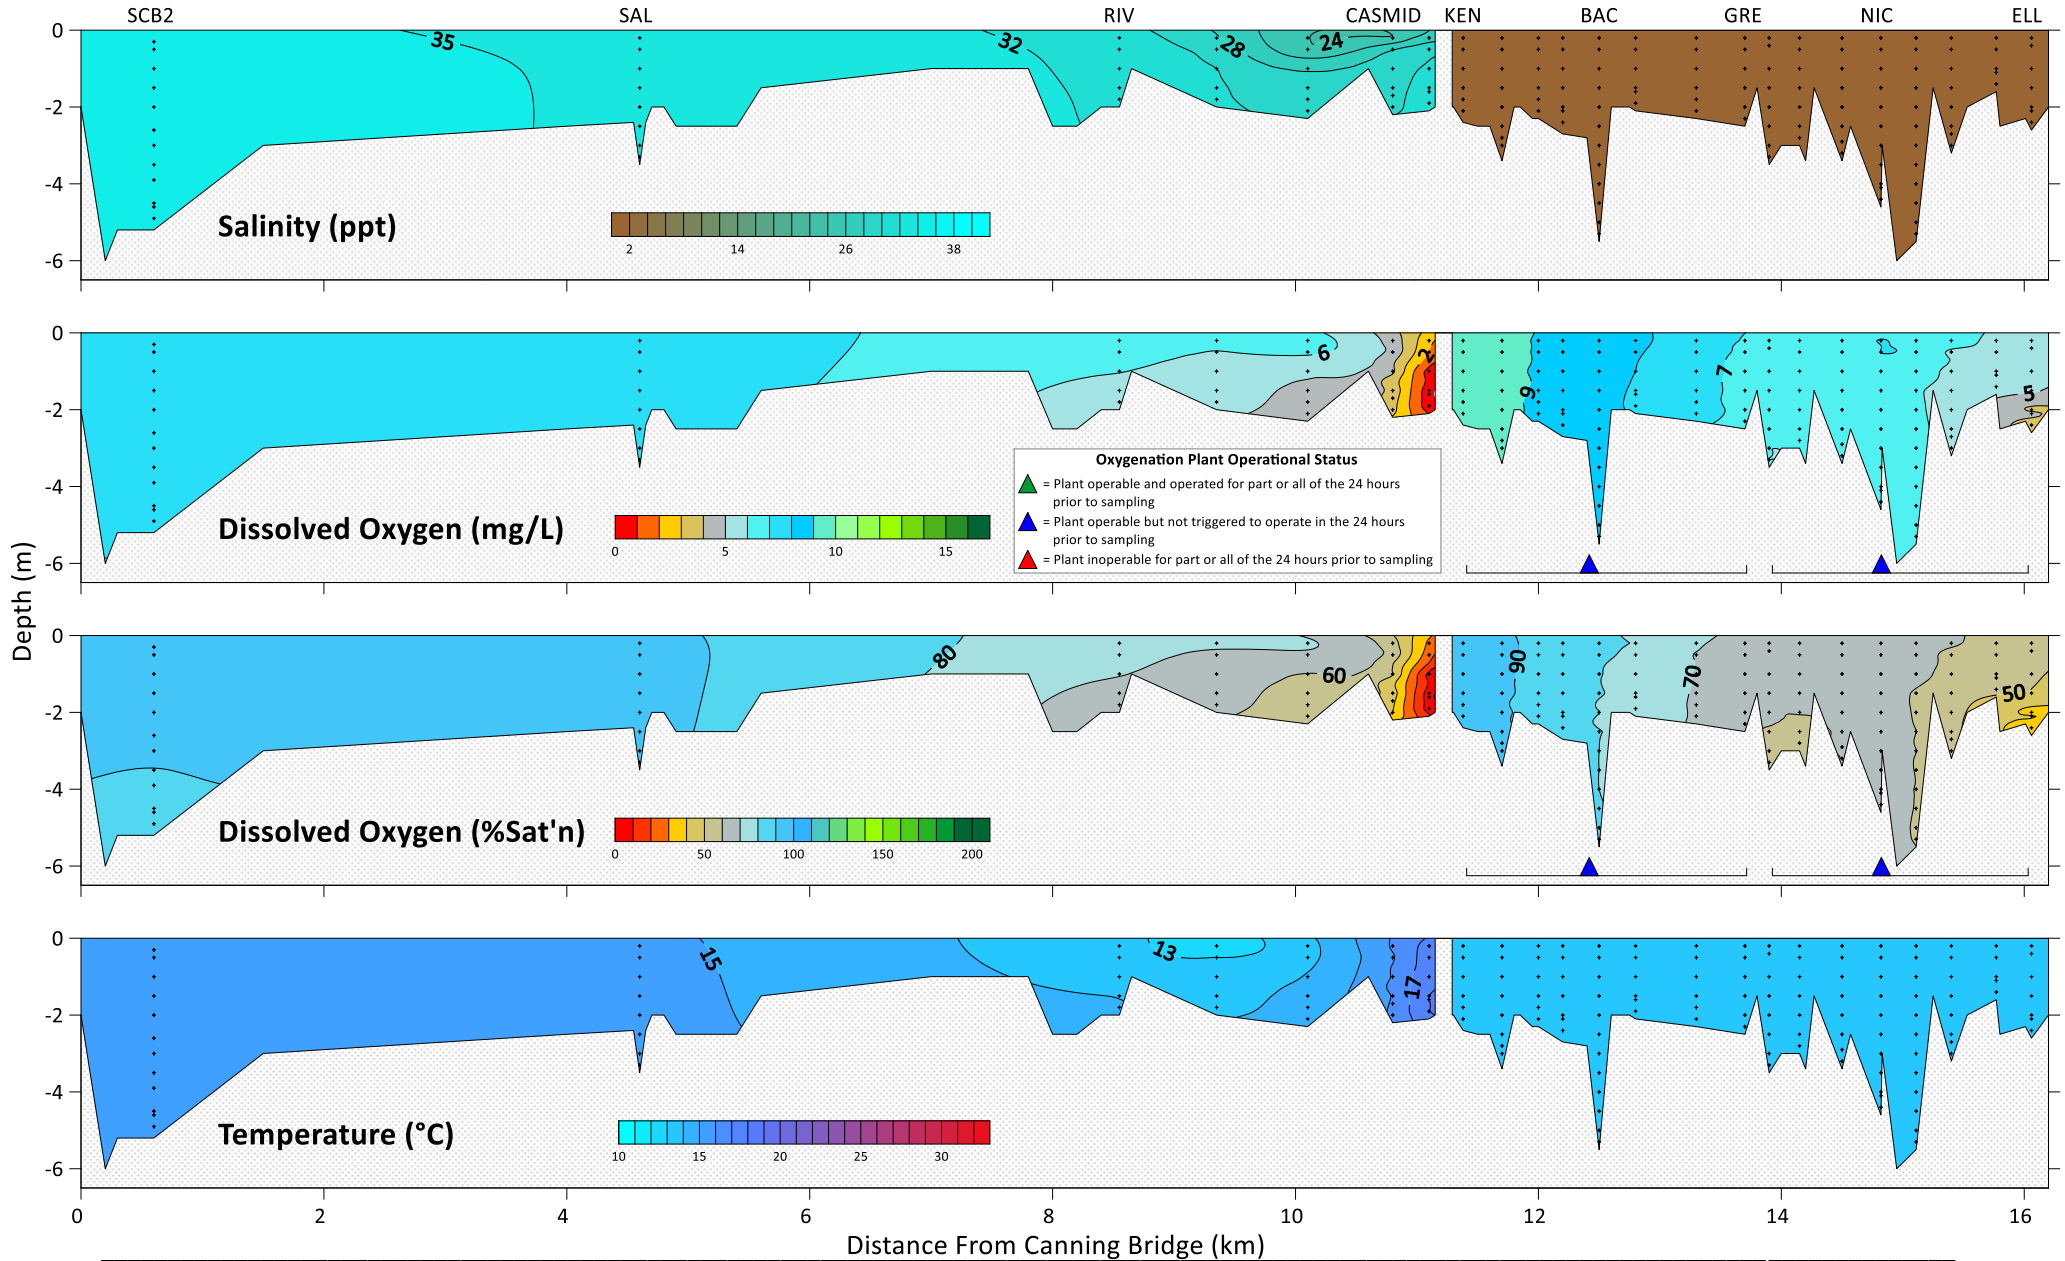 SCB2 SAL RIV CASMID KEN BAC GRE NIC ELL
0
-2
-4
-6
35 32 28 24
Salinity (ppt)
2 14 26 38
0
-2
-4
-6
6 2 9 7 5
Dissolved Oxygen (mg/L)
0 5 10 15
Oxygenation Plant Operational Status
= Plant operable and operated for part or all of the 24 hours
prior to sampling
= Plant operable but not triggered to operate in the 24 hours
prior to sampling
= Plant inoperable for part or all of the 24 hours prior to sampling
Depth (m)
0
-2
-4
-6
80 60 90 70 50
Dissolved Oxygen (%Sat'n)
0 50 100 150 200
0
-2
-4
-6
15 13 17
Temperature (°C)
10 15 20 25 30
0 2 4 6 8 10 12 14 16
Distance From Canning Bridge (km)